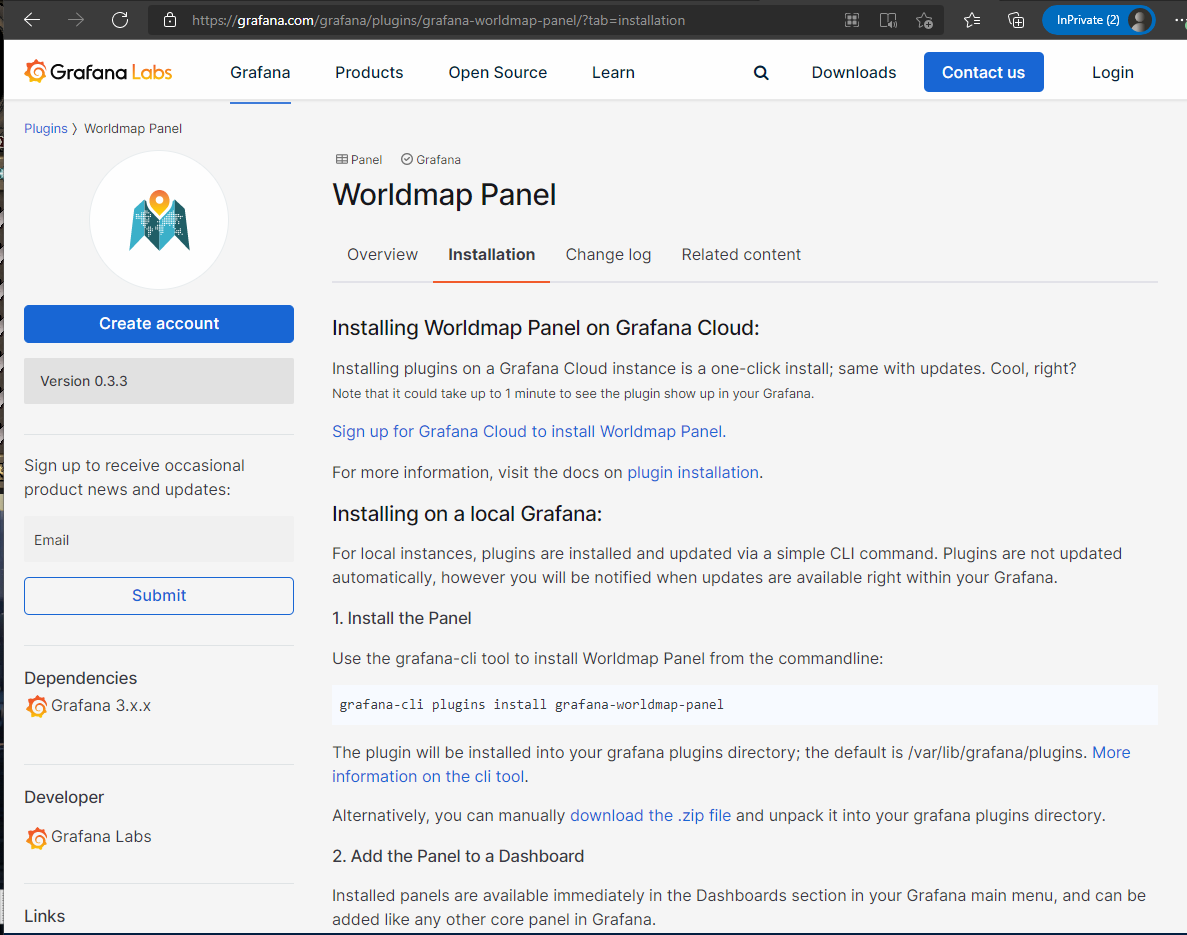 https://grafana.com/grafana/plugins/grafana-worldmap-panel/?tab=installation
InPrivate (2)
Grafana Labs
Grafana
Products
Open Source
Learn
Downloads
Contact us
Login
Plugins 〉 Worldmap Panel
Create account
Version 0.3.3
Sign up to receive occasional
product news and updates:
Email
Submit
Dependencies
Grafana 3.x.x
Developer
Grafana Labs
Links
Panel
Grafana
Worldmap Panel
Overview
Installation
Change log
Related content
Installing Worldmap Panel on Grafana Cloud:
Installing plugins on a Grafana Cloud instance is a one-click install; same with updates. Cool, right?
Note that it could take up to 1 minute to see the plugin show up in your Grafana.
Sign up for Grafana Cloud to install Worldmap Panel.
For more information, visit the docs on plugin installation.
Installing on a local Grafana:
For local instances, plugins are installed and updated via a simple CLI command. Plugins are not updated
automatically, however you will be notified when updates are available right within your Grafana.
1. Install the Panel
Use the grafana-cli tool to install Worldmap Panel from the commandline:
grafana-cli plugins install grafana-worldmap-panel
The plugin will be installed into your grafana plugins directory; the default is /var/lib/grafana/plugins. More
information on the cli tool.
Alternatively, you can manually download the .zip file and unpack it into your grafana plugins directory.
2. Add the Panel to a Dashboard
Installed panels are available immediately in the Dashboards section in your Grafana main menu, and can be
added like any other core panel in Grafana.